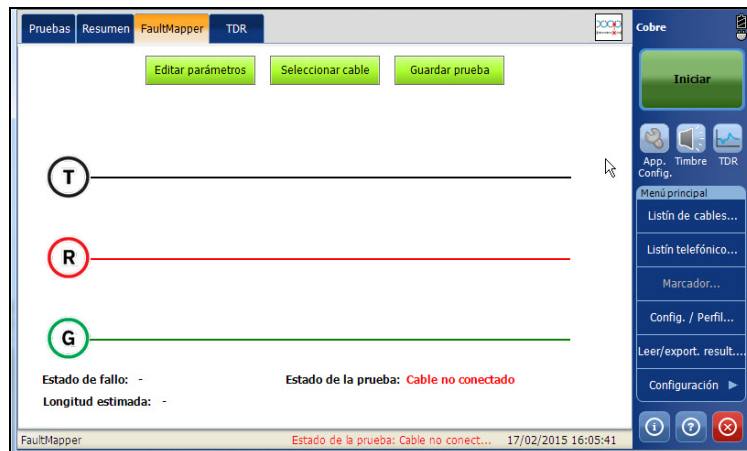 Pruebas Resumen FaultMapper TDR
Cobre
Editar parámetros Seleccionar cable Guardar prueba
Iniciar
App. Config. Timbre TDR
Menú principal
Listín de cables...
Listín telefónico...
Marcador...
Config. / Perfil...
Leer/export. result....
Configuración
T
R
G
Estado de fallo: -
Estado de la prueba: Cable no conectado
Longitud estimada: -
FaultMapper
Estado de la prueba: Cable no conect...
17/02/2015 16:05:41